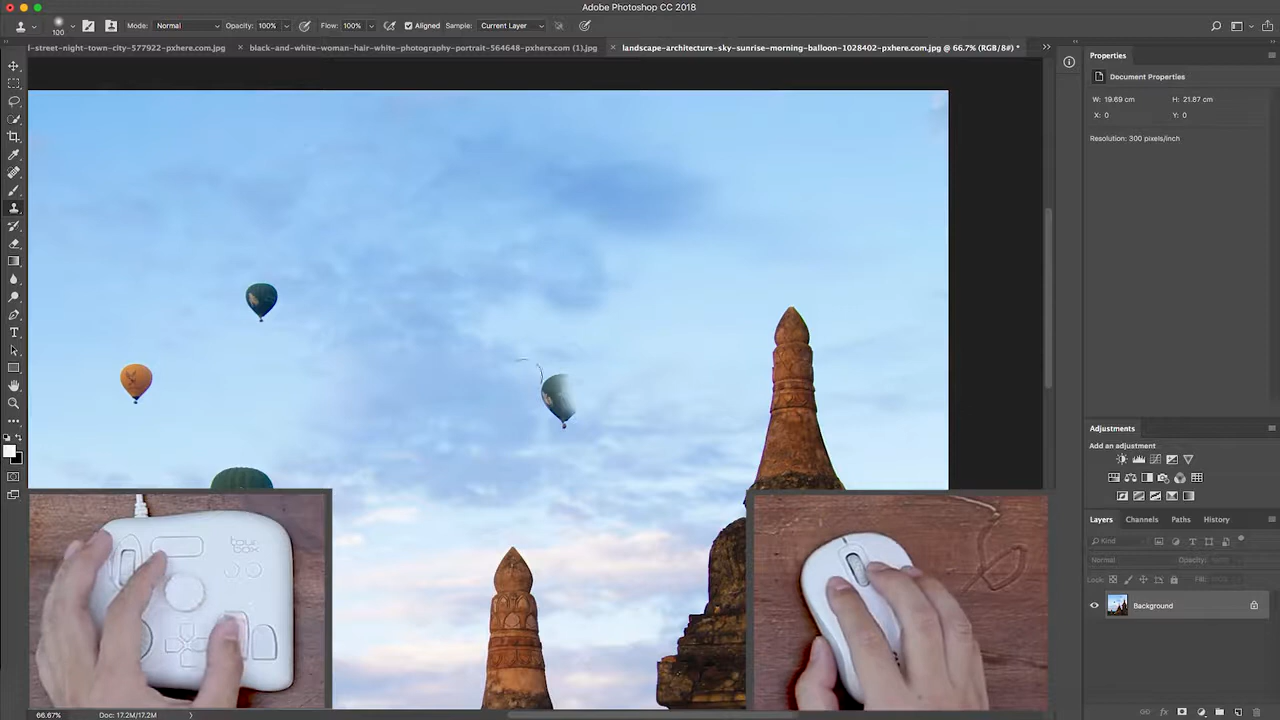 Adobe Photoshop CC 2018
100
Mode: Normal
Opacity: 100%
Flow: 100%
Aligned
Sample: Current Layer
l-street-night-town-city-577922-pxhere.com.jpg
black-and-white-woman-hair-white-photography-portrait-564648-pxhere.com (1).jpg
landscape-architecture-sky-sunrise-morning-balloon-1028402-pxhere.com.jpg @ 66.7% (RGB/8#) *
Properties
Document Properties
W: 19.69 cm
H: 21.87 cm
X: 0
Y: 0
Resolution: 300 pixels/inch
Adjustments
Add an adjustment
Layers
Channels
Paths
History
Kind
Normal
Opacity:
Lock:
Fill:
Background
tour
box
66.67%
Doc: 17.2M/17.2M